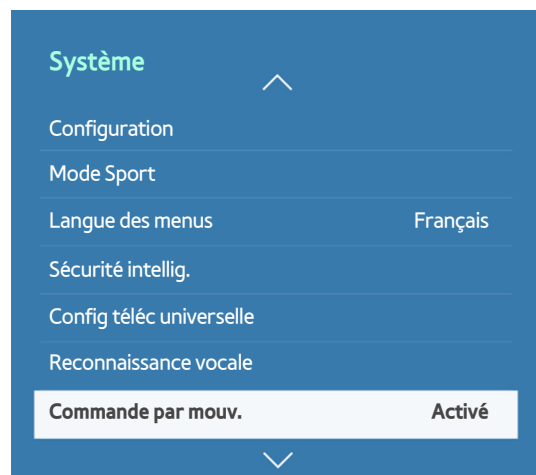 Système
Configuration
Mode Sport
Langue des menus Français
Sécurité intellig.
Config téléc universelle
Reconnaissance vocale
Commande par mouv. Activé